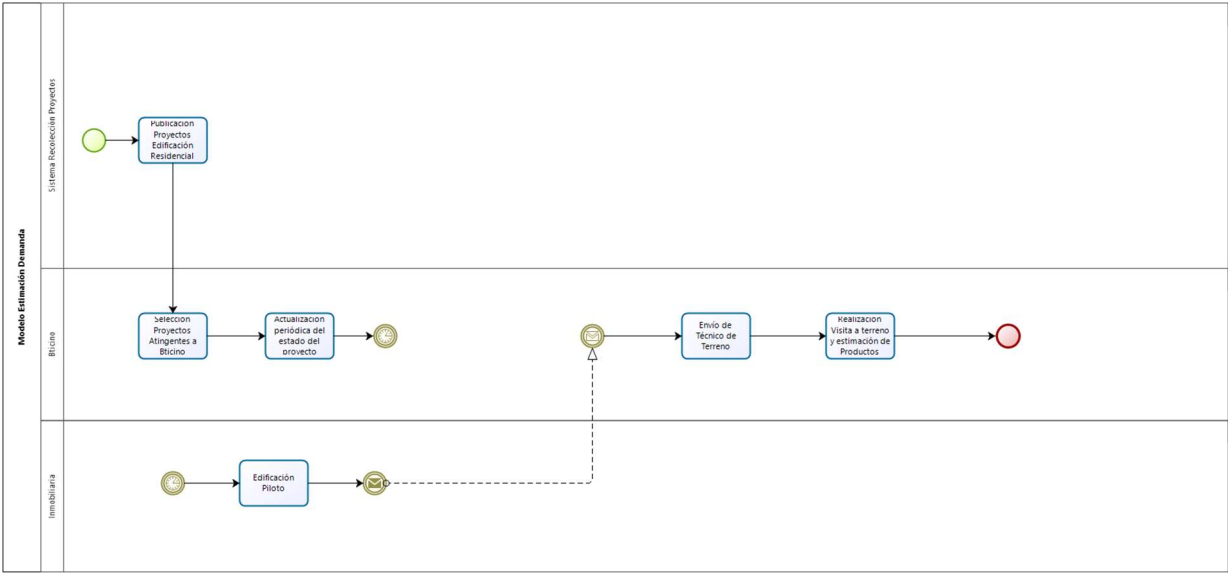 Modelo Estimación Demanda
Sistema Recolección Proyectos
Publicación
Proyectos
Edificación
Residencial
Bticino
Selección
Proyectos
Atingentes a
Bticino
Actualización
periódica del
estado del
proyecto
Envío de
Técnico de
Terreno
Realización
Visita a terreno
y estimación de
Productos
Inmobiliaria
Edificación
Piloto